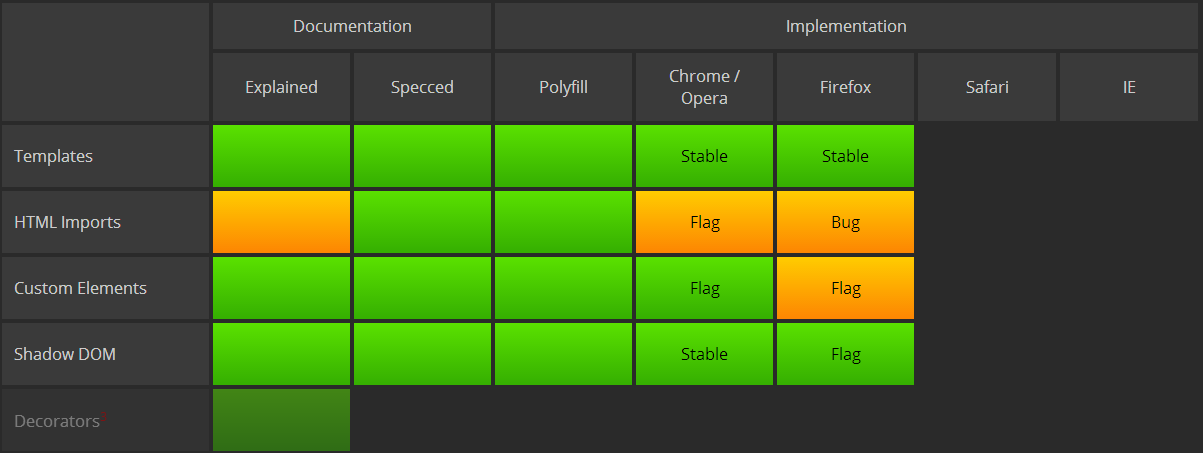 Documentation
Implementation
Explained
Specced
Polyfill
Chrome /
Opera
Firefox
Safari
IE
Templates
Stable
Stable
HTML Imports
Flag
Bug
Custom Elements
Flag
Flag
Shadow DOM
Stable
Flag
Decorators